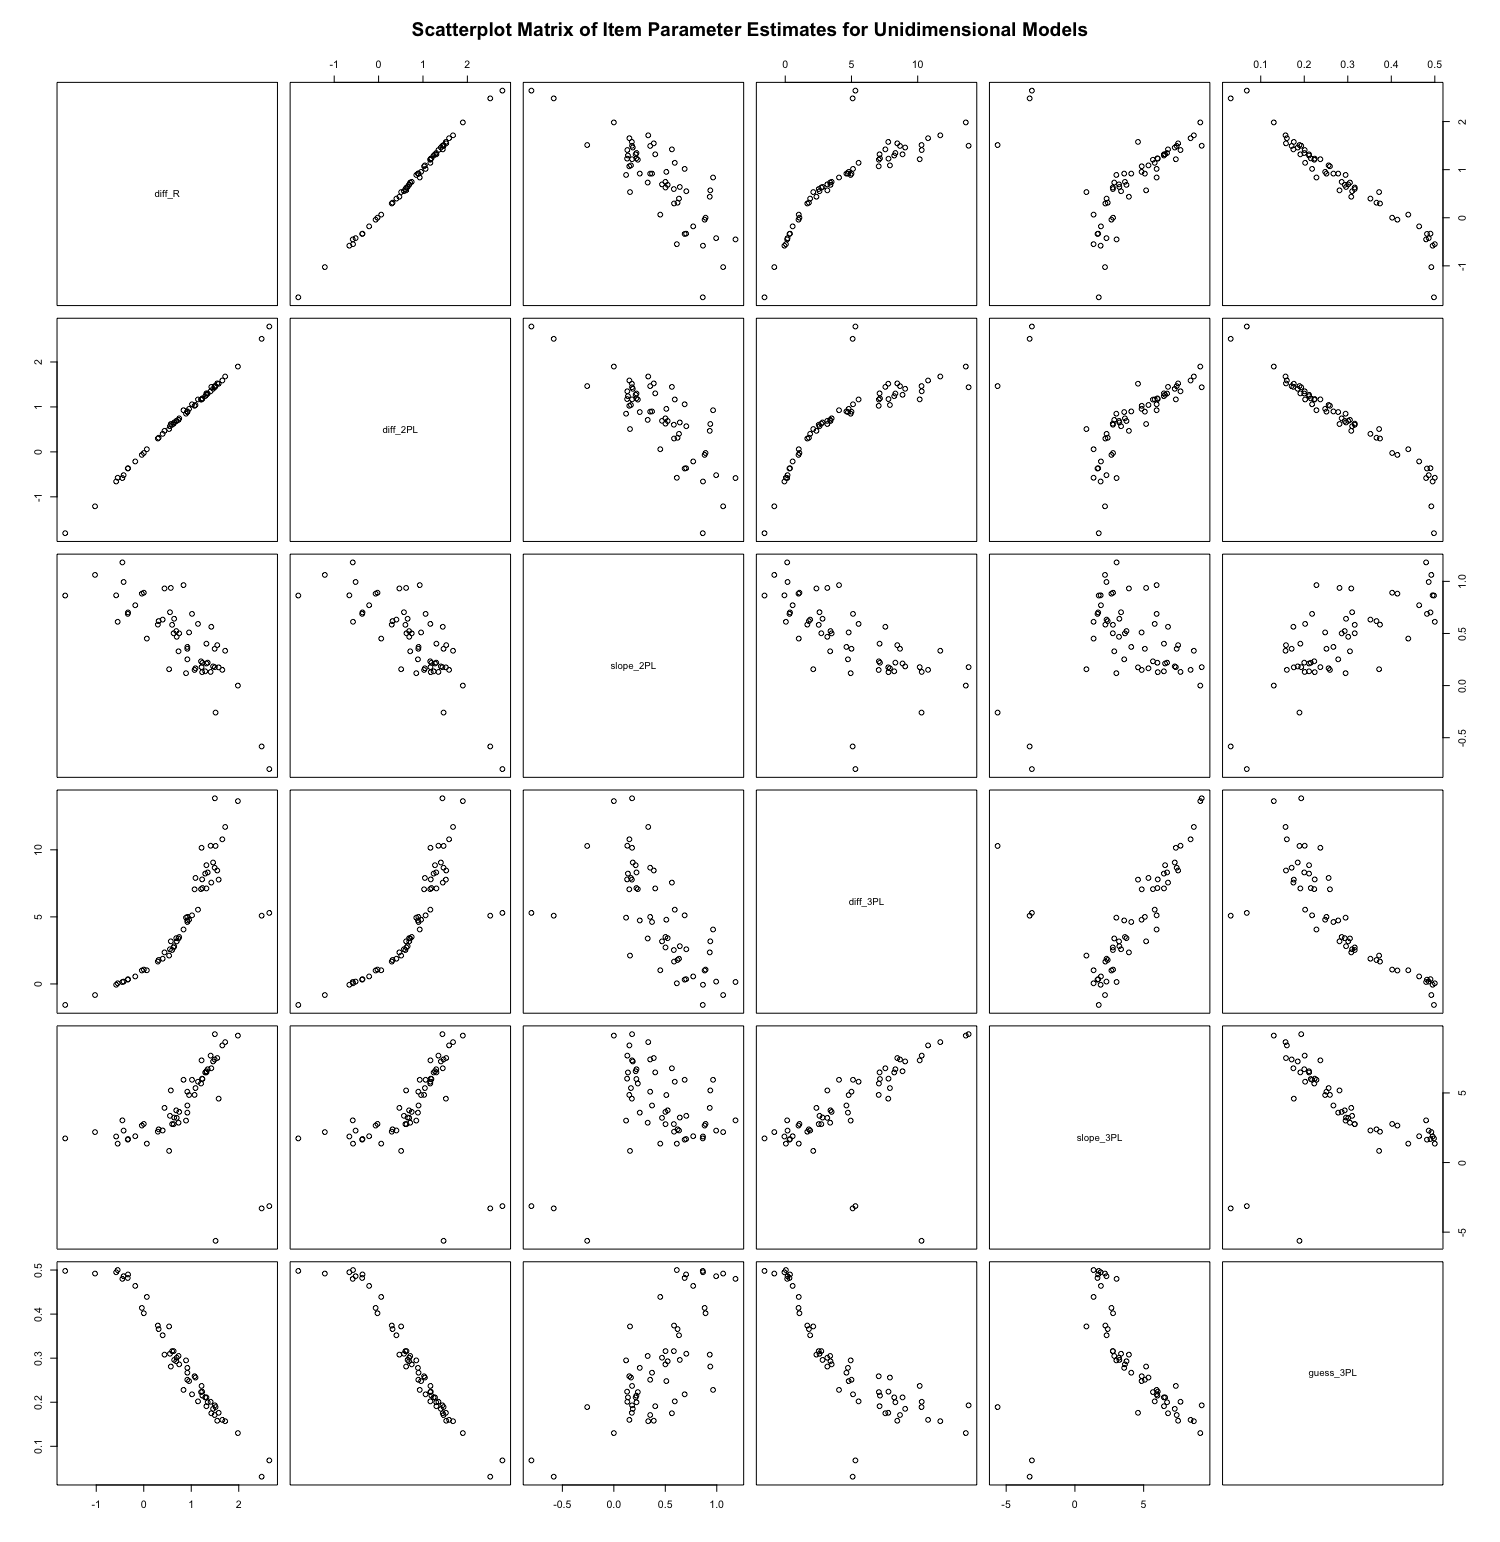 Scatterplot Matrix of Item Parameter Estimates for Unidimensional Models
-1 0 1 2
0 5 10
0.1 0.2 0.3 0.4 0.5
diff_R
-1 0 1 2
-1 0 1 2
diff_2PL
slope_2PL
-0.5 0.0 0.5 1.0
0 5 10
diff_3PL
slope_3PL
-5 0 5
0.1 0.2 0.3 0.4 0.5
guess_3PL
-1 0 1 2
-0.5 0.0 0.5 1.0
-5 0 5